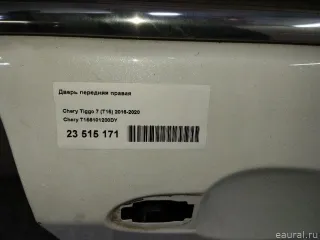 Дверь передняя правая
Chery Tiggo 7 (T15) 2016-2020
Chery T156101200DY
23 515 171
eaural.ru